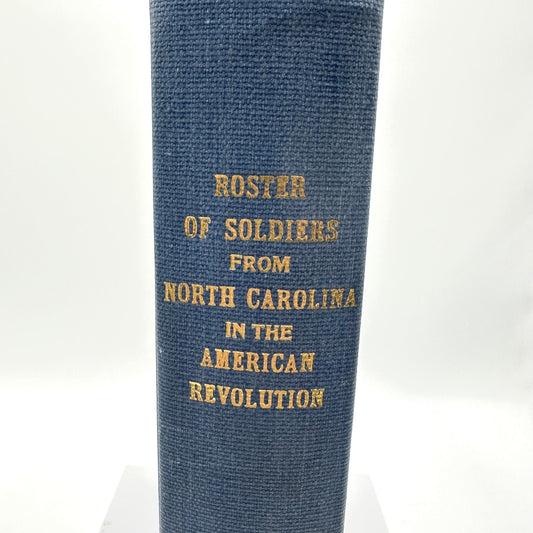 ROSTER
OF SOLDIERS
FROM
NORTH CAROLINA
IN THE
AMERICAN
REVOLUTION